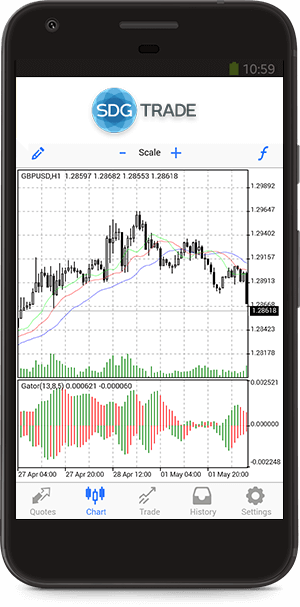 10:59
SDG TRADE
Scale
GBPUSD,H1 1.28597 1.28682 1.28553 1.28618
1.29892
1.29647
1.29402
1.29157
1.28913
1.28668
1.28618
1.28423
1.28178
Gator(13,8,5) 0.000621 -0.000060
0.002521
0.000000
-0.002248
27 Apr 04:00 27 Apr 20:00 28 Apr 12:00 01 May 04:00 01 May 20:00
Quotes Chart Trade History Settings